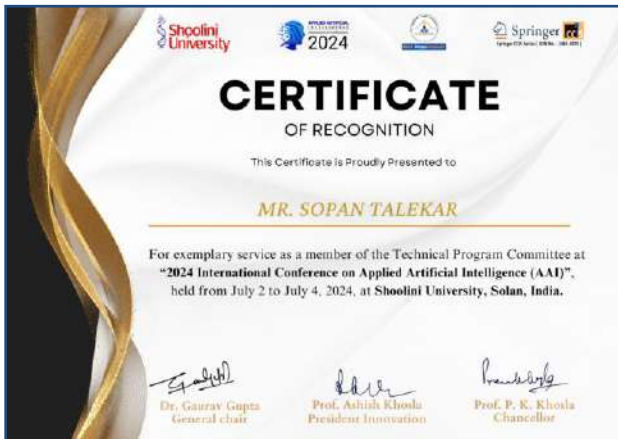 Shoolini
University
APPLIED ARTIFICIAL
INTELLIGENCE
2024
Springer
CERTIFICATE
OF RECOGNITION
This Certificate is Proudly Presented to
MR. SOPAN TALEKAR
For exemplary service as a member of the Technical Program Committee at
“2024 International Conference on Applied Artificial Intelligence (AAI)”,
held from July 2 to July 4, 2024, at Shoolini University, Solan, India.
Dr. Gaurav Gupta
General chair
Prof. Ashish Khosla
President Innovation
Prof. P. K. Khosla
Chancellor